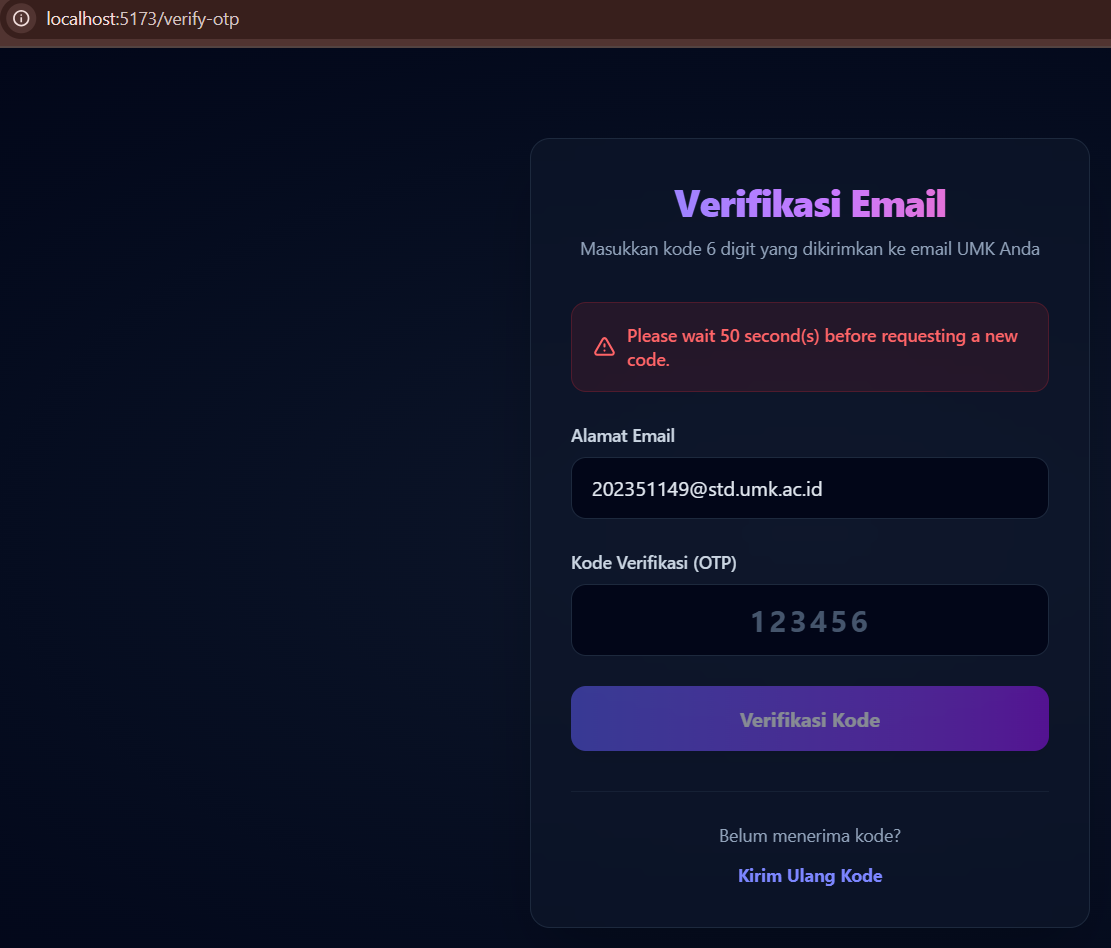 localhost:5173/verify-otp
Verifikasi Email
Masukkan kode 6 digit yang dikirimkan ke email UMK Anda
Please wait 50 second(s) before requesting a new
code.
Alamat Email
202351149@std.umk.ac.id
Kode Verifikasi (OTP)
123456
Verifikasi Kode
Belum menerima kode?
Kirim Ulang Kode